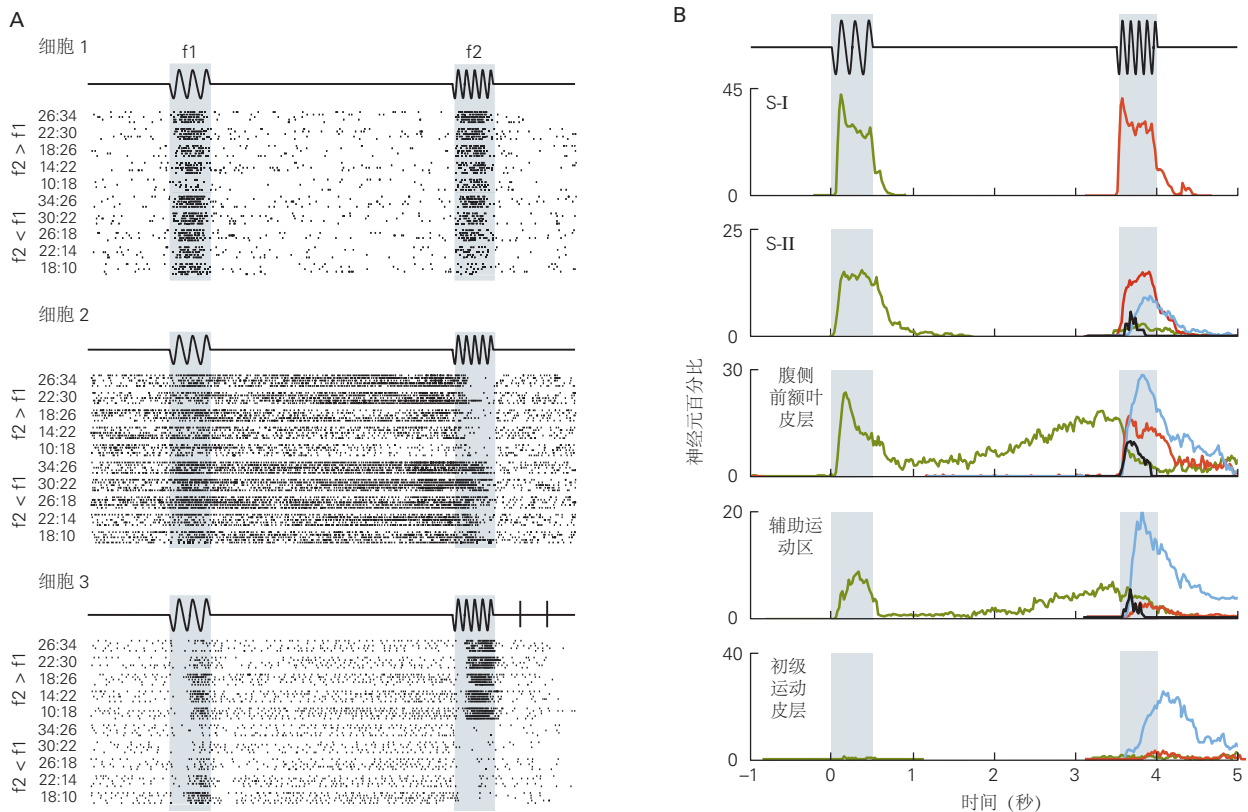 A
细胞 1
f1
f2
f2 > f1
26:34
22:30
18:26
14:22
10:18
f2 < f1
34:26
30:22
26:18
22:14
18:10
细胞 2
f2 > f1
26:34
22:30
18:26
14:22
10:18
f2 < f1
34:26
30:22
26:18
22:14
18:10
细胞 3
f2 > f1
26:34
22:30
18:26
14:22
10:18
f2 < f1
34:26
30:22
26:18
22:14
18:10
B
神经元百分比
45
S-I
0
25
S-II
0
30
腹侧
前额叶
皮层
0
20
辅助运
动区
0
40
初级
运动
皮层
0
−1
0
1
2
3
4
5
时间 (秒)